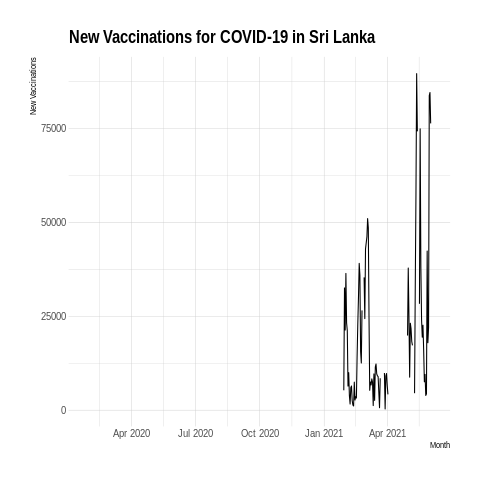 New Vaccinations for COVID-19 in Sri Lanka
New Vaccinations
75000
50000
25000
0
Apr 2020 Jul 2020 Oct 2020 Jan 2021 Apr 2021
Month